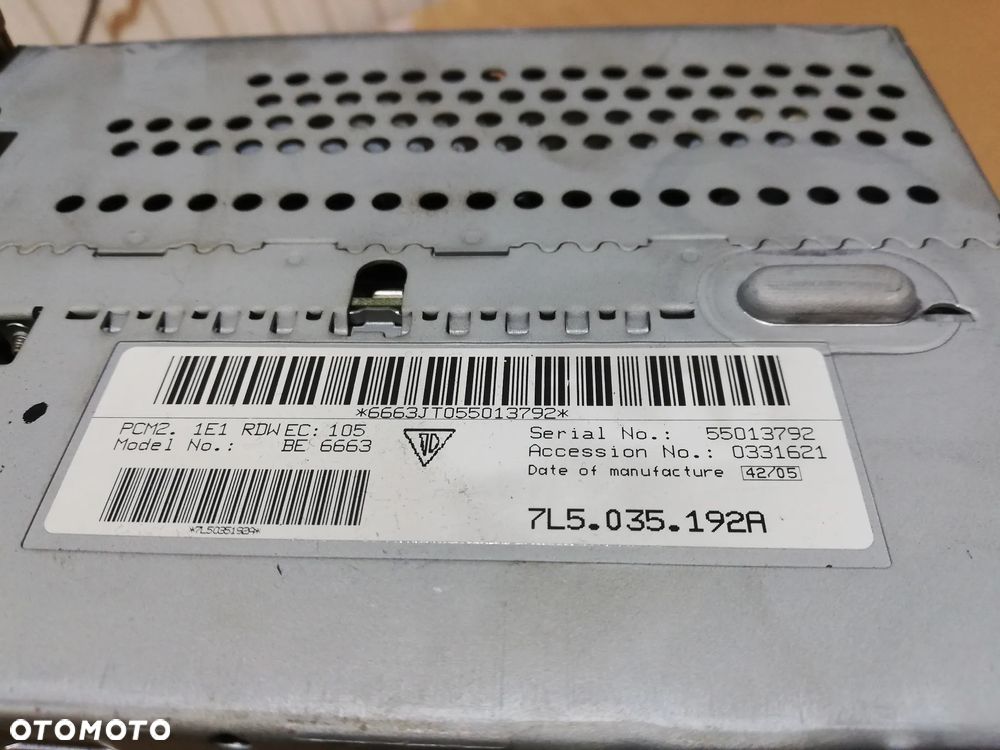 *6663JT055013792*
PCM2. 1E1 RDW EC: 105
Model No.: BE 6663
Serial No.: 55013792
Accession No.: 0331621
Date of manufacture 42/05
*7L5035192A*
7L5.035.192A
OTOMOTO